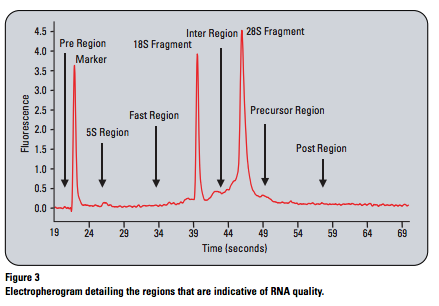 4.5
4.0
3.5
3.0
2.5
2.0
1.5
1.0
0.5
0.0
Fluorescence
Pre Region
Marker
5S Region
Fast Region
18S Fragment
Inter Region
28S Fragment
Precursor Region
Post Region
19 24 29 34 39 44 49 54 59 64 69
Time (seconds)
Figure 3
Electropherogram detailing the regions that are indicative of RNA quality.